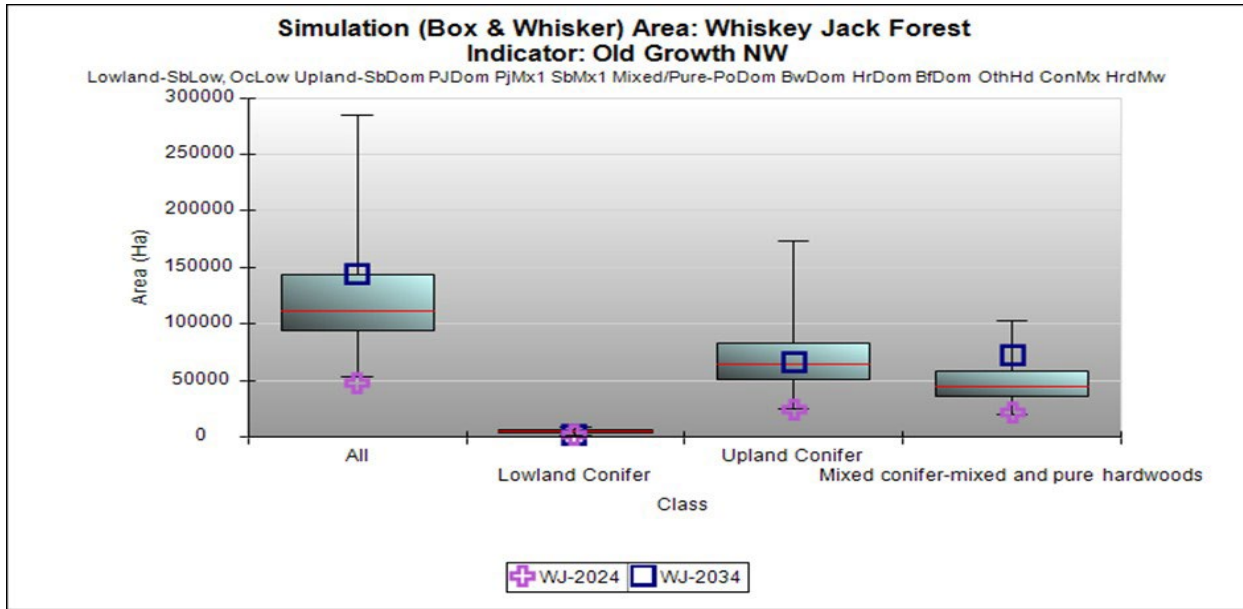 Simulation (Box & Whisker) Area: Whiskey Jack Forest
Indicator: Old Growth NW
Lowland-SbLow, OcLow Upland-SbDom PJDom PjMx1 SbMx1 Mixed/Pure-PoDom BwDom HrDom BfDom OthHd ConMx HrdMw
300000
250000
200000
150000
100000
50000
0
Area (Ha)
All
Lowland Conifer
Upland Conifer
Mixed conifer-mixed and pure hardwoods
Class
WJ-2024 WJ-2034